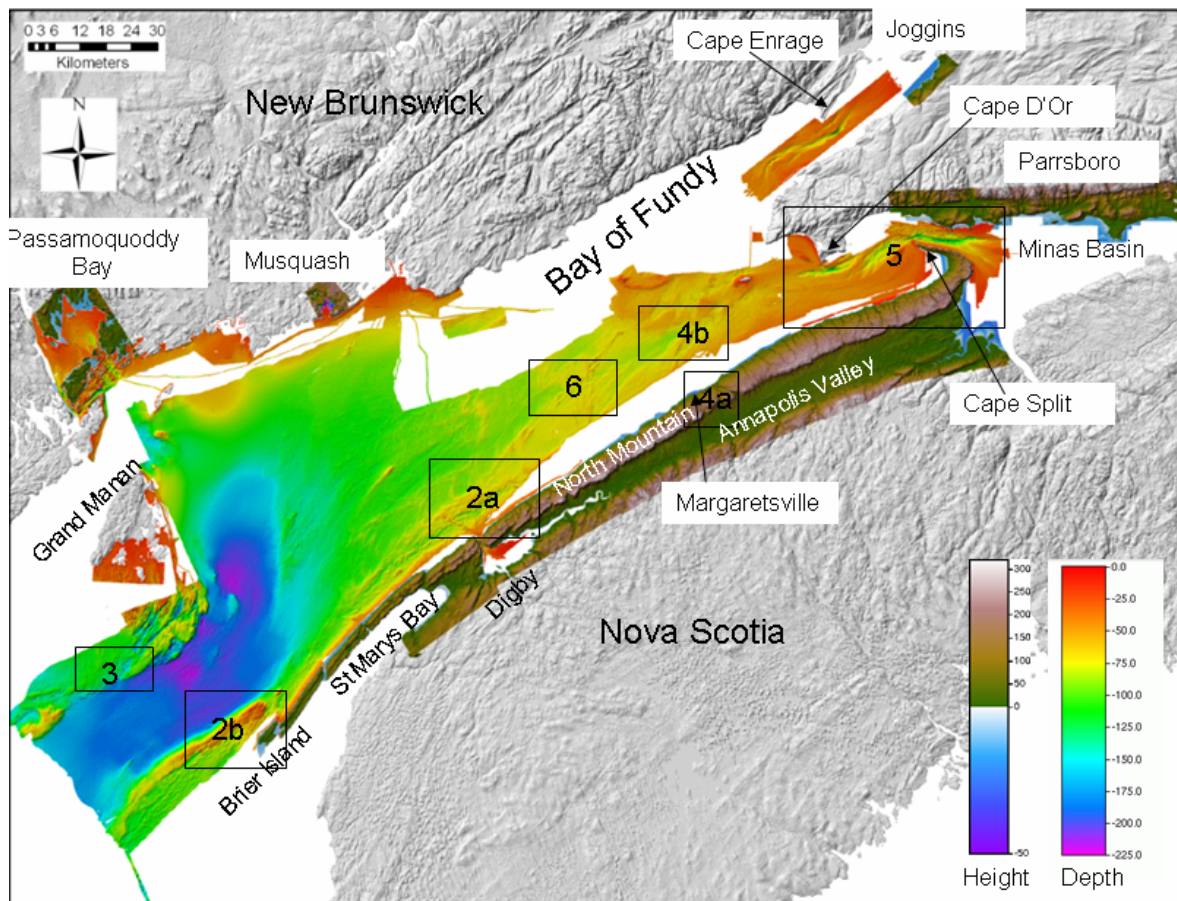 0 3 6 12 18 24 30
Kilometers
N
New Brunswick
Joggins
Cape Enrage
Cape D'Or
Parrsboro
Bay of Fundy
Passamoquoddy
Bay
Musquash
5
Minas Basin
4b
6
4a
Cape Split
Annapolis Valley
North Mountain
2a
Margaretsville
Grand Manan
Digby
St Marys Bay
Nova Scotia
3
2b
Brier Island
300
250
200
150
100
50
0
-50
Height
0.0
-25.0
-50.0
-75.0
-100.0
-125.0
-150.0
-175.0
-200.0
-225.0
Depth